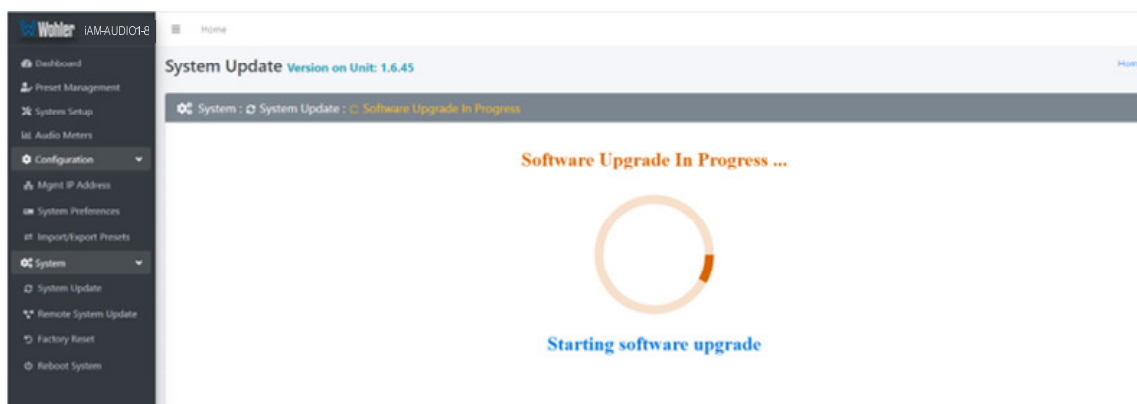 Wohler iAM-AUDIO1-8
Home
System Update Version on Unit: 1.6.45
Hom
Dashboard
Preset Management
System Setup
Audio Meters
Configuration
Mgmt IP Address
System Preferences
Import/Export Presets
System
System Update
Remote System Update
Factory Reset
Reboot System
System : System Update : Software Upgrade In Progress
Software Upgrade In Progress ...
Starting software upgrade